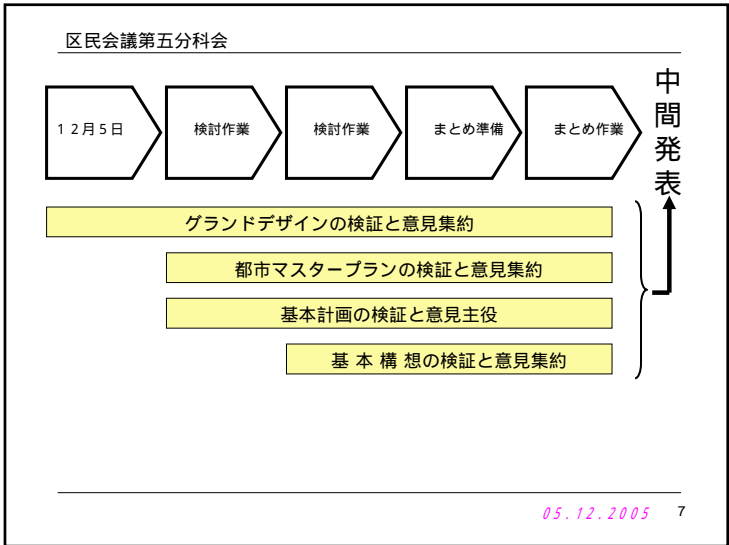 区民会議第五分科会
12月5日
検討作業
検討作業
まとめ準備
まとめ作業
中間発表
グランドデザインの検証と意見集約
都市マスタープランの検証と意見集約
基本計画の検証と意見主役
基 本 構 想の検証と意見集約
05.12.2005
7